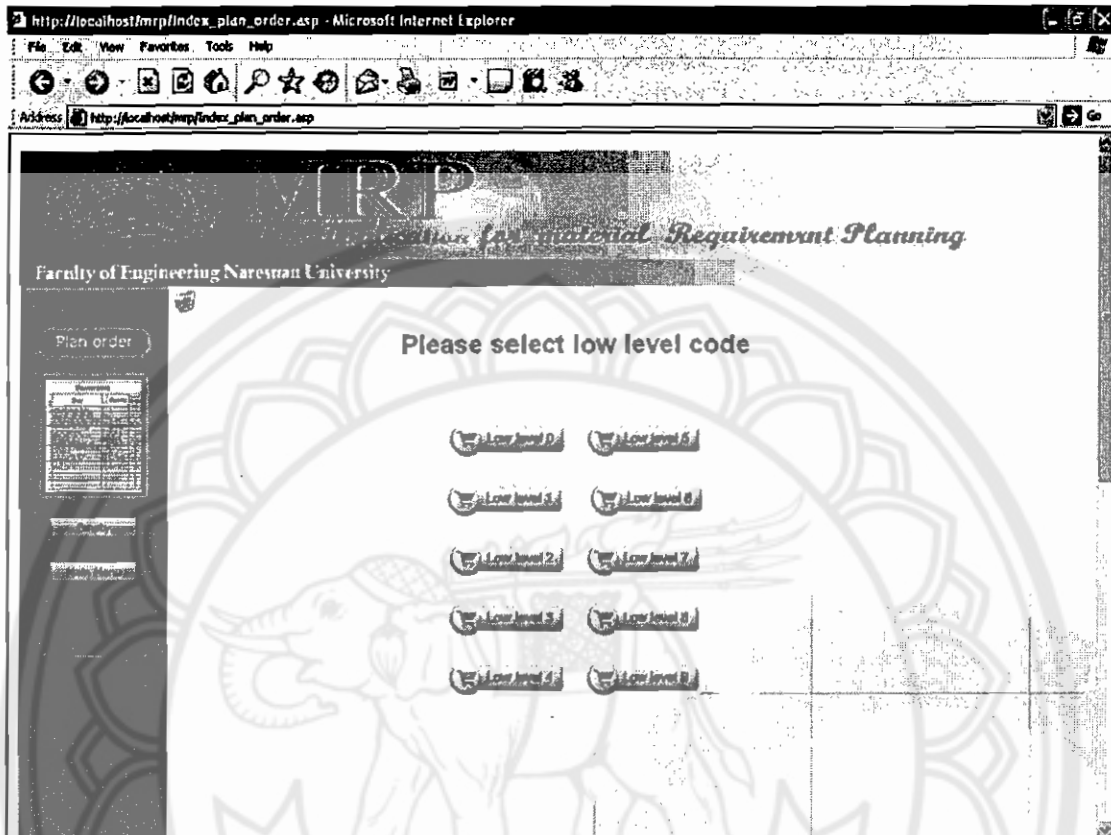 http://localhost/mrp/index_plan_order.asp - Microsoft Internet Explorer
File Edit View Favorites Tools Help
Address http://localhost/mrp/index_plan_order.asp Go
MRP
for material Requiremrnt Planning
Faculty of Engineering Naresuan University
Plan order
Please select low level code
Low level 0 Low level 5
Low level 1 Low level 6
Low level 2 Low level 7
Low level 3 Low level 8
Low level 4 Low level 9